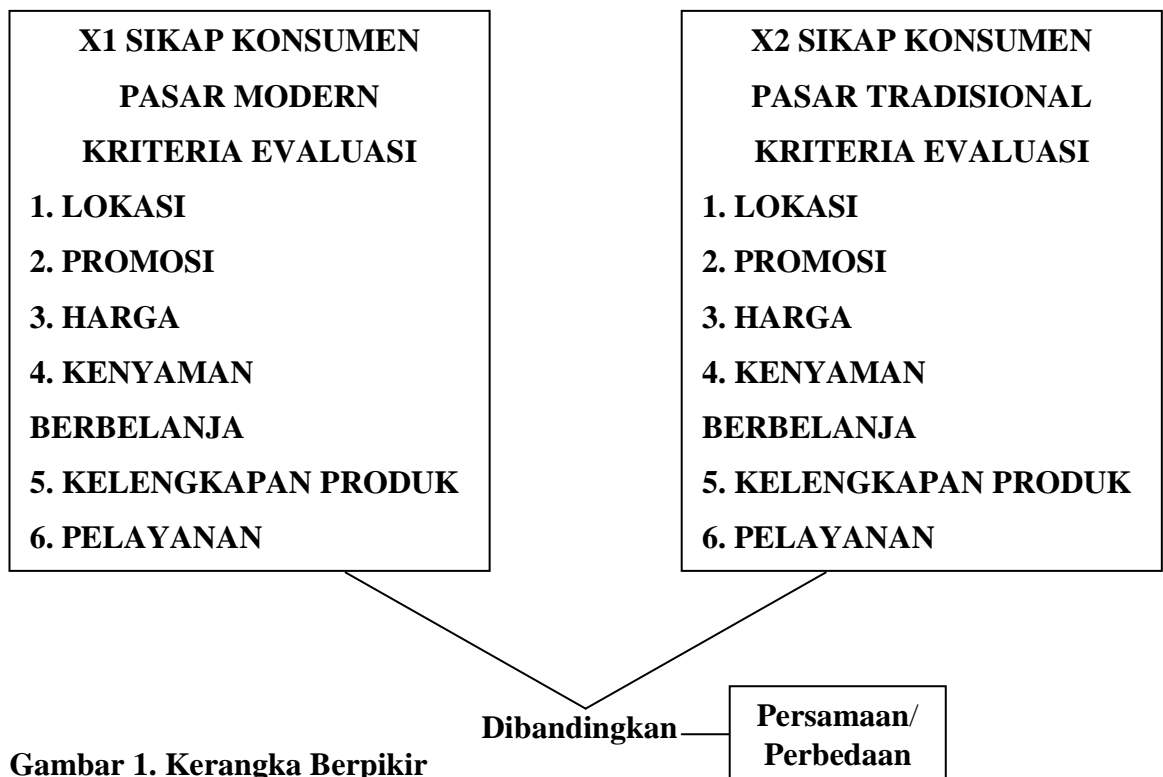 X1 SIKAP KONSUMEN
PASAR MODERN
KRITERIA EVALUASI
1. LOKASI
2. PROMOSI
3. HARGA
4. KENYAMAN
BERBELANJA
5. KELENGKAPAN PRODUK
6. PELAYANAN
X2 SIKAP KONSUMEN
PASAR TRADISIONAL
KRITERIA EVALUASI
1. LOKASI
2. PROMOSI
3. HARGA
4. KENYAMAN
BERBELANJA
5. KELENGKAPAN PRODUK
6. PELAYANAN
Dibandingkan
Persamaan/
Perbedaan
Gambar 1. Kerangka Berpikir